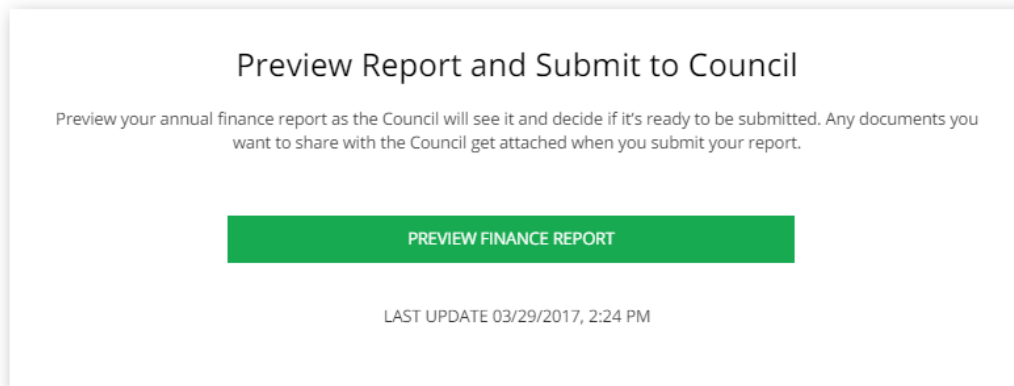 Preview Report and Submit to Council
Preview your annual finance report as the Council will see it and decide if it's ready to be submitted. Any documents you
want to share with the Council get attached when you submit your report.
PREVIEW FINANCE REPORT
LAST UPDATE 03/29/2017, 2:24 PM